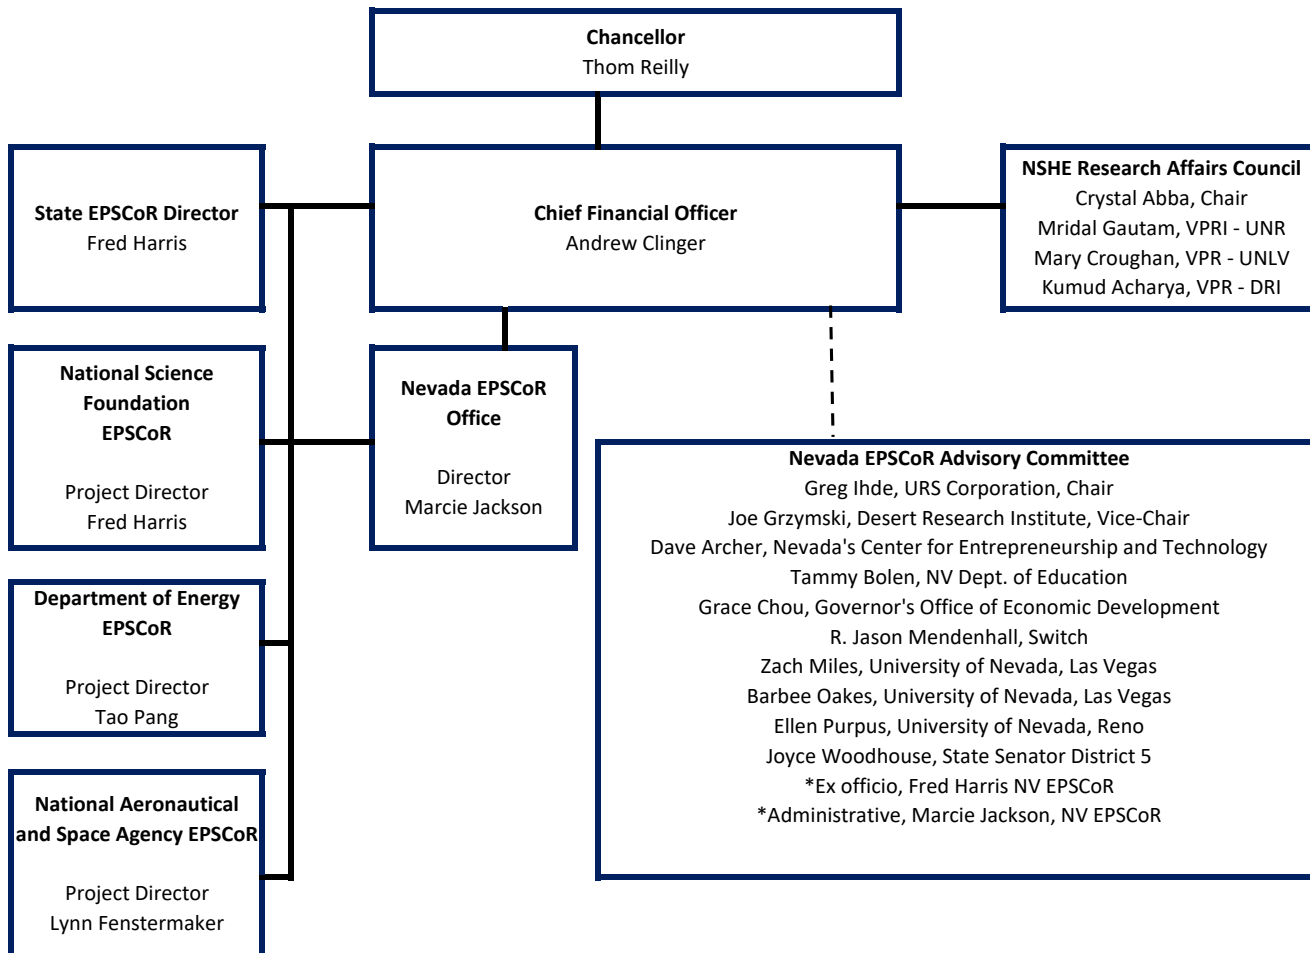 Chancellor
Thom Reilly
State EPSCoR Director
Fred Harris
Chief Financial Officer
Andrew Clinger
NSHE Research Affairs Council
Crystal Abba, Chair
Mridal Gautam, VPRI - UNR
Mary Croughan, VPR - UNLV
Kumud Acharya, VPR - DRI
National Science
Foundation
EPSCoR
Project Director
Fred Harris
Nevada EPSCoR
Office
Director
Marcie Jackson
Nevada EPSCoR Advisory Committee
Greg Ihde, URS Corporation, Chair
Joe Grzymski, Desert Research Institute, Vice-Chair
Dave Archer, Nevada's Center for Entrepreneurship and Technology
Tammy Bolen, NV Dept. of Education
Grace Chou, Governor's Office of Economic Development
R. Jason Mendenhall, Switch
Zach Miles, University of Nevada, Las Vegas
Barbee Oakes, University of Nevada, Las Vegas
Ellen Purpus, University of Nevada, Reno
Joyce Woodhouse, State Senator District 5
*Ex officio, Fred Harris NV EPSCoR
*Administrative, Marcie Jackson, NV EPSCoR
Department of Energy
EPSCoR
Project Director
Tao Pang
National Aeronautical
and Space Agency EPSCoR
Project Director
Lynn Fenstermaker